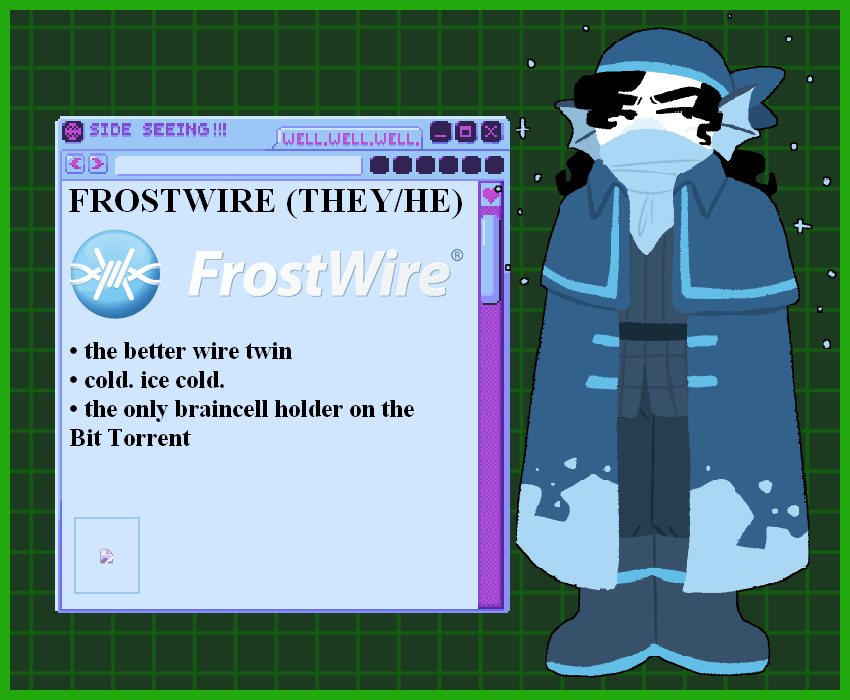 SIDE SEEING!!!
WELL.WELL.WELL.
FROSTWIRE (THEY/HE)
FrostWire®
• the better wire twin
• cold. ice cold.
• the only braincell holder on the
Bit Torrent